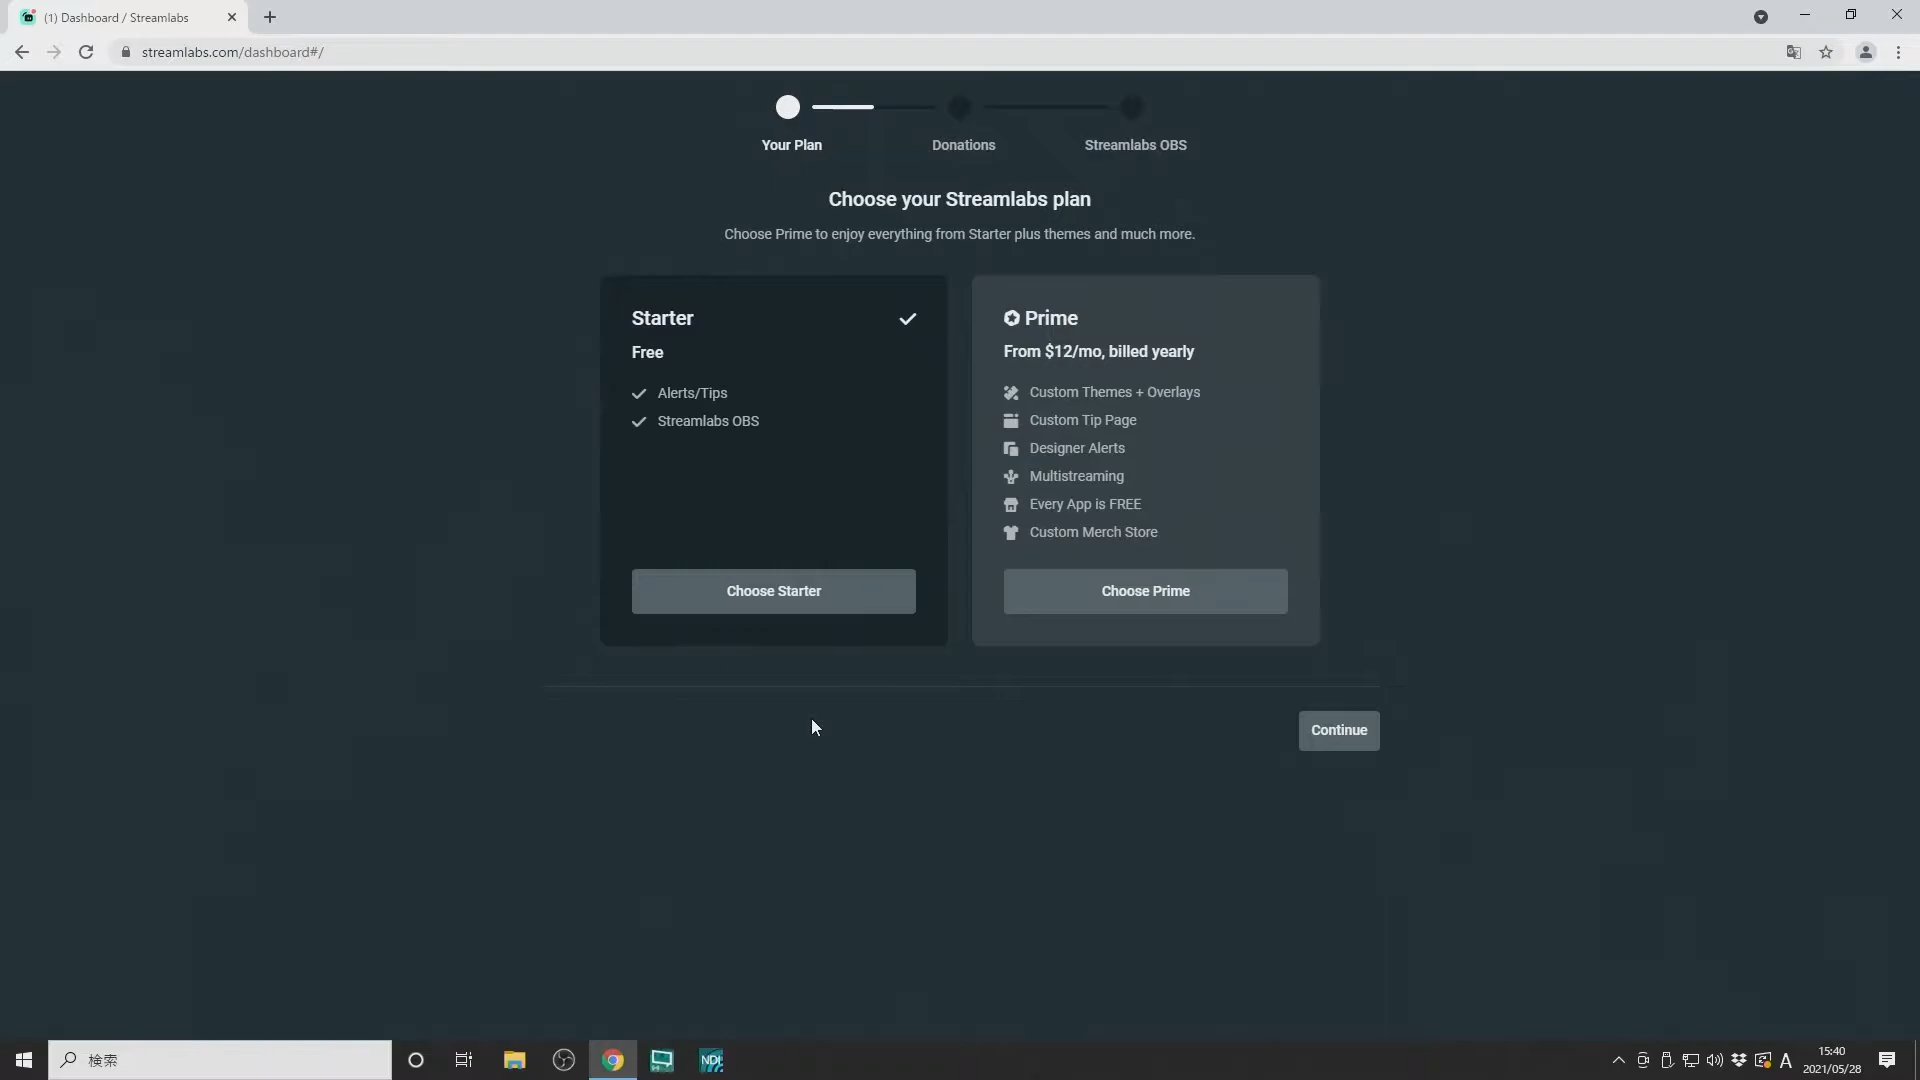 (1) Dashboard / Streamlabs
streamlabs.com/dashboard#/
Your Plan
Donations
Streamlabs OBS
Choose your Streamlabs plan
Choose Prime to enjoy everything from Starter plus themes and much more.
Starter
Free
Alerts/Tips
Streamlabs OBS
Choose Starter
Prime
From $12/mo, billed yearly
Custom Themes + Overlays
Custom Tip Page
Designer Alerts
Multistreaming
Every App is FREE
Custom Merch Store
Choose Prime
Continue
検索
NDI
A
15:40
2021/05/28